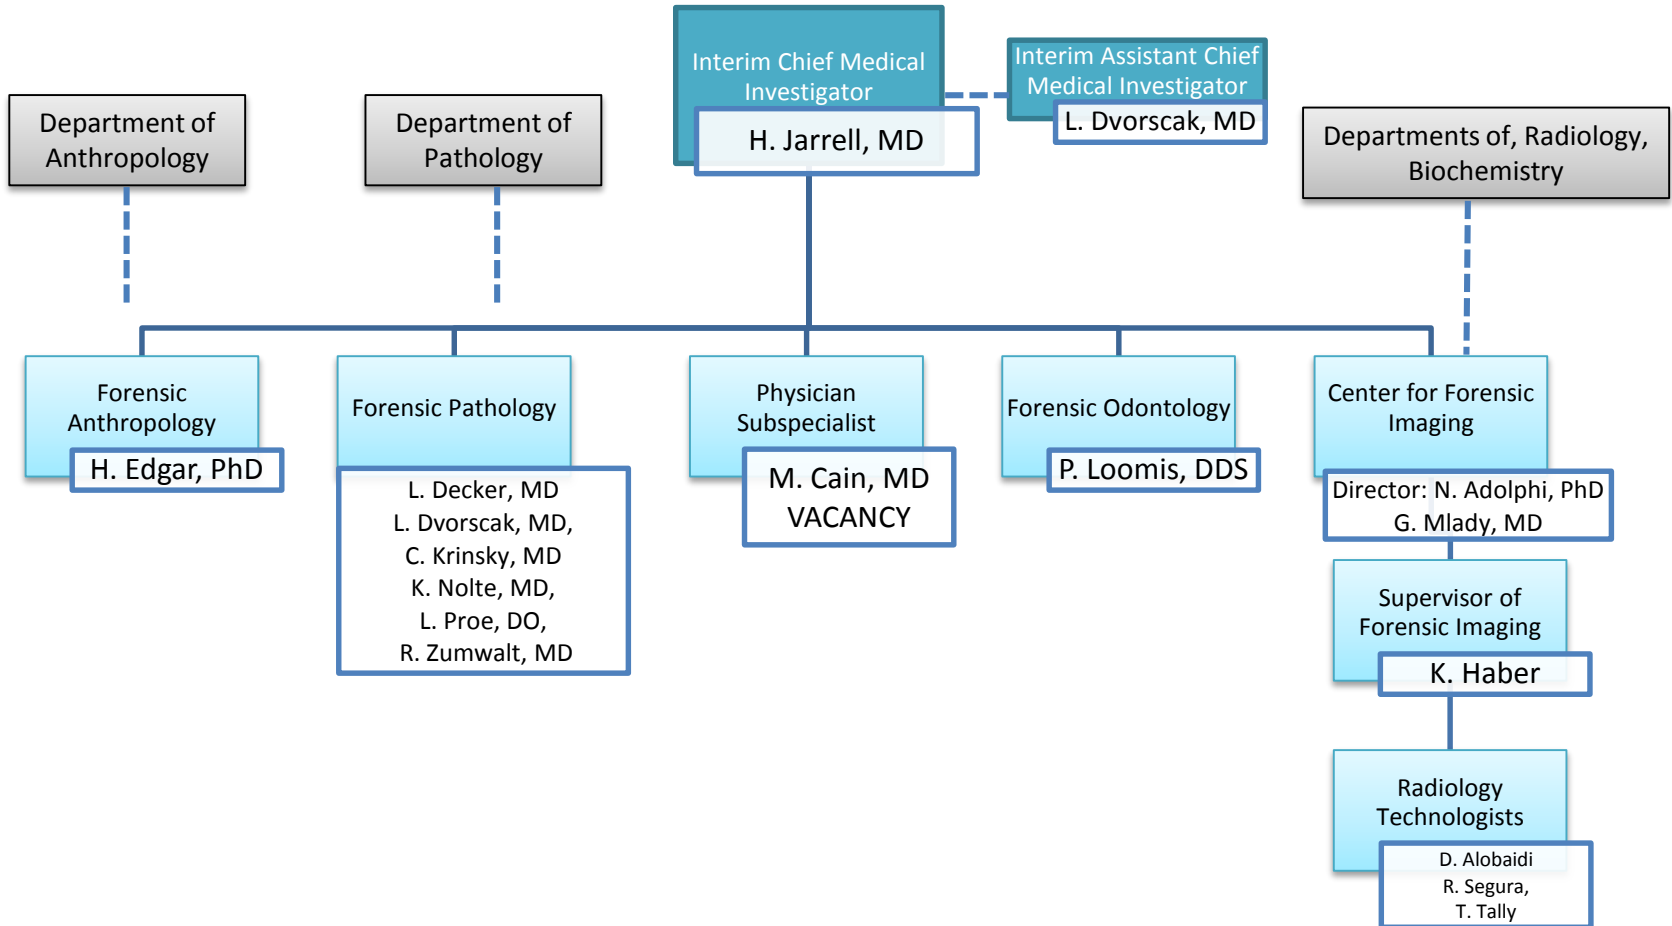 Interim Chief Medical
Investigator
H. Jarrell, MD
Interim Assistant Chief
Medical Investigator
L. Dvorscak, MD
Department of
Anthropology
Department of
Pathology
Departments of, Radiology,
Biochemistry
Forensic
Anthropology
H. Edgar, PhD
Forensic Pathology
L. Decker, MD
L. Dvorscak, MD,
C. Krinsky, MD
K. Nolte, MD,
L. Proe, DO,
R. Zumwalt, MD
Physician
Subspecialist
M. Cain, MD
VACANCY
Forensic Odontology
P. Loomis, DDS
Center for Forensic
Imaging
Director: N. Adolphi, PhD
G. Mlady, MD
Supervisor of
Forensic Imaging
K. Haber
Radiology
Technologists
D. Alobaidi
R. Segura,
T. Tally